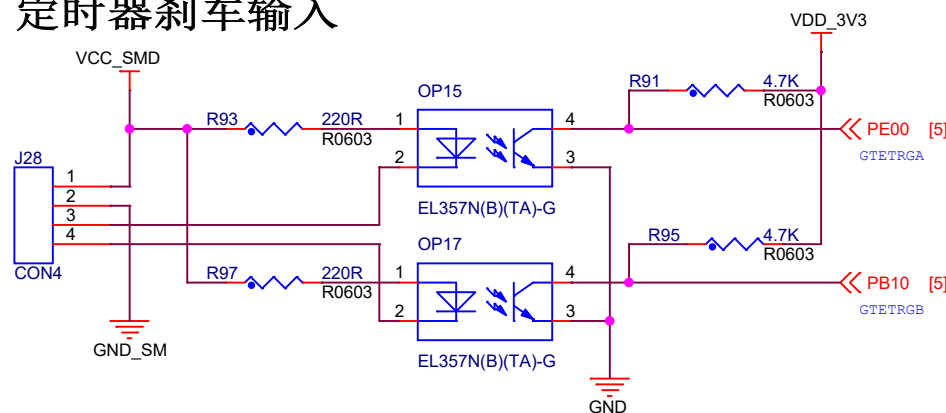 定时器刹车输入
VDD_3V3
VCC_SMD
OP15
R91
4.7K
R0603
R93
220R
R0603
1
4
PE00 [5]
GTETRGA
2
3
J28
1
2
3
4
CON4
EL357N(B)(TA)-G
OP17
R95
4.7K
R0603
R97
220R
R0603
1
4
PB10 [5]
GTETRGB
2
3
GND_SM
EL357N(B)(TA)-G
GND